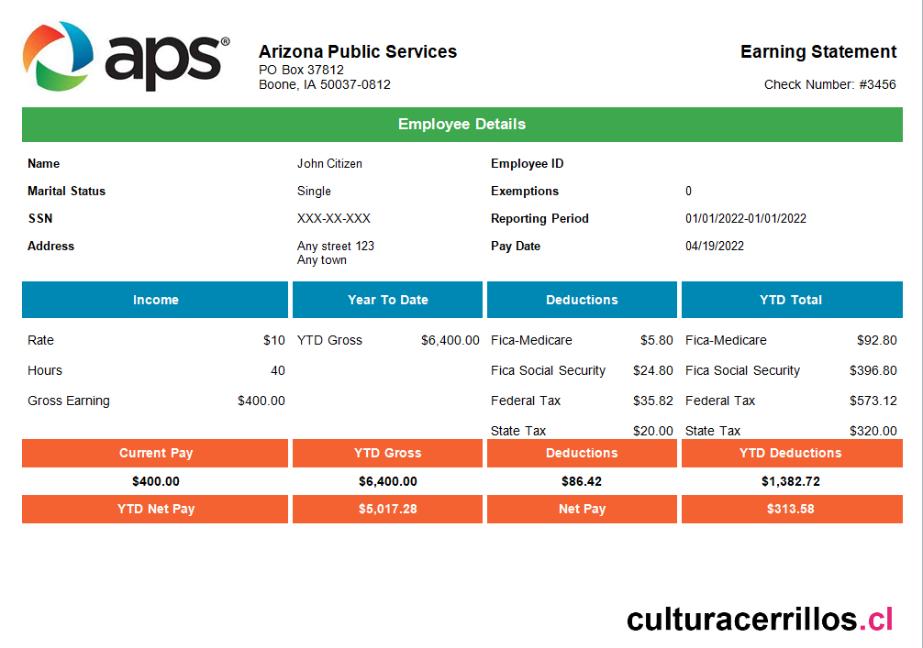 aps®
Arizona Public Services
PO Box 37812
Boone, IA 50037-0812
Earning Statement
Check Number: #3456
Employee Details
Name John Citizen Employee ID
Marital Status Single Exemptions 0
SSN XXX-XX-XXX Reporting Period 01/01/2022-01/01/2022
Address Any street 123 Pay Date 04/19/2022
Any town
Income Year To Date Deductions YTD Total
Rate $10 YTD Gross $6,400.00 Fica-Medicare $5.80 Fica-Medicare $92.80
Hours 40 Fica Social Security $24.80 Fica Social Security $396.80
Gross Earning $400.00 Federal Tax $35.82 Federal Tax $573.12
State Tax $20.00 State Tax $320.00
Current Pay YTD Gross Deductions YTD Deductions
$400.00 $6,400.00 $86.42 $1,382.72
YTD Net Pay $5,017.28 Net Pay $313.58
culturacerrillos.cl